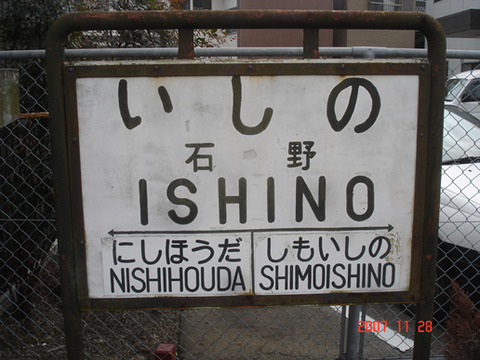 いしの
石野
ISHINO
にしほうだ しもいしの
NISHIHOUDA SHIMOISHINO
2007 11 28